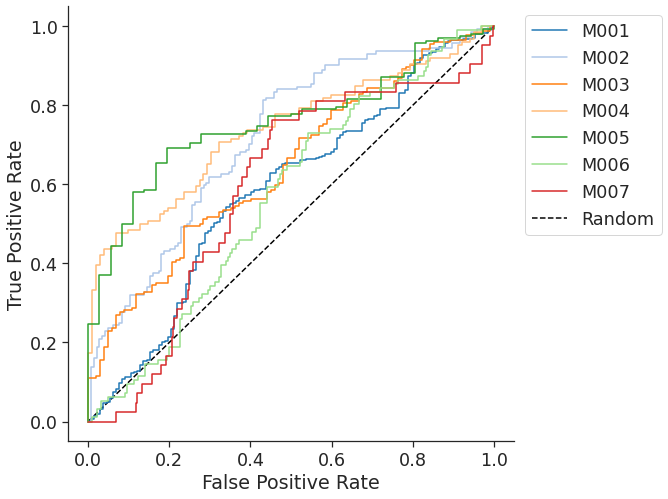 1.0
0.8
0.6
0.4
0.2
0.0
True Positive Rate
0.0 0.2 0.4 0.6 0.8 1.0
False Positive Rate
M001
M002
M003
M004
M005
M006
M007
Random